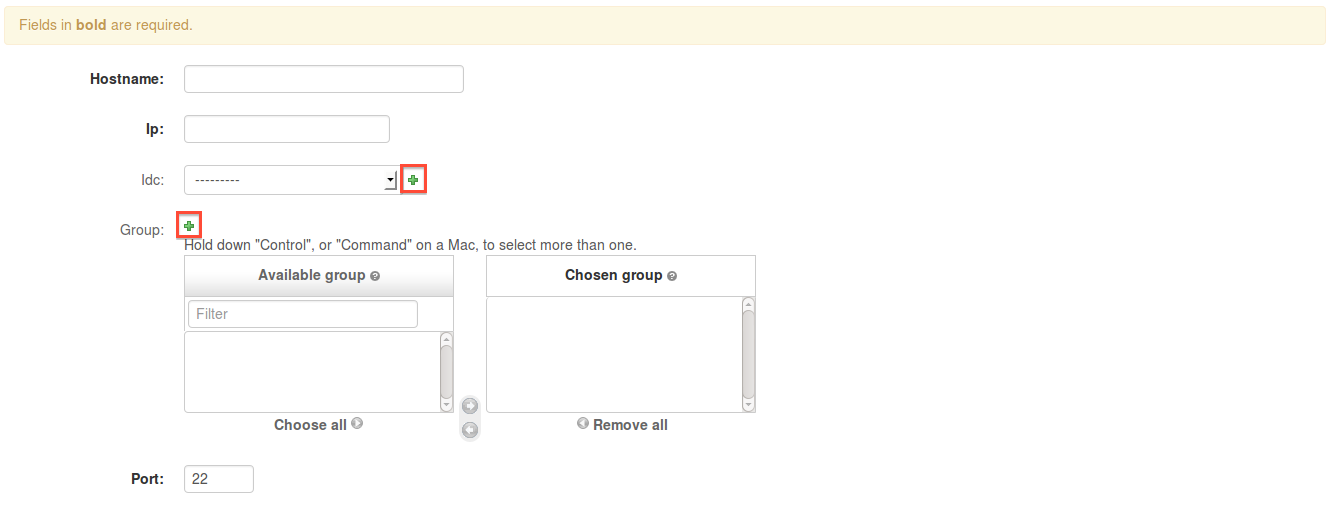 Fields in bold are required.
Hostname:
Ip:
Idc: ---------
Group:
Hold down "Control", or "Command" on a Mac, to select more than one.
Available group ?
Chosen group ?
Filter
Choose all
Remove all
Port: 22